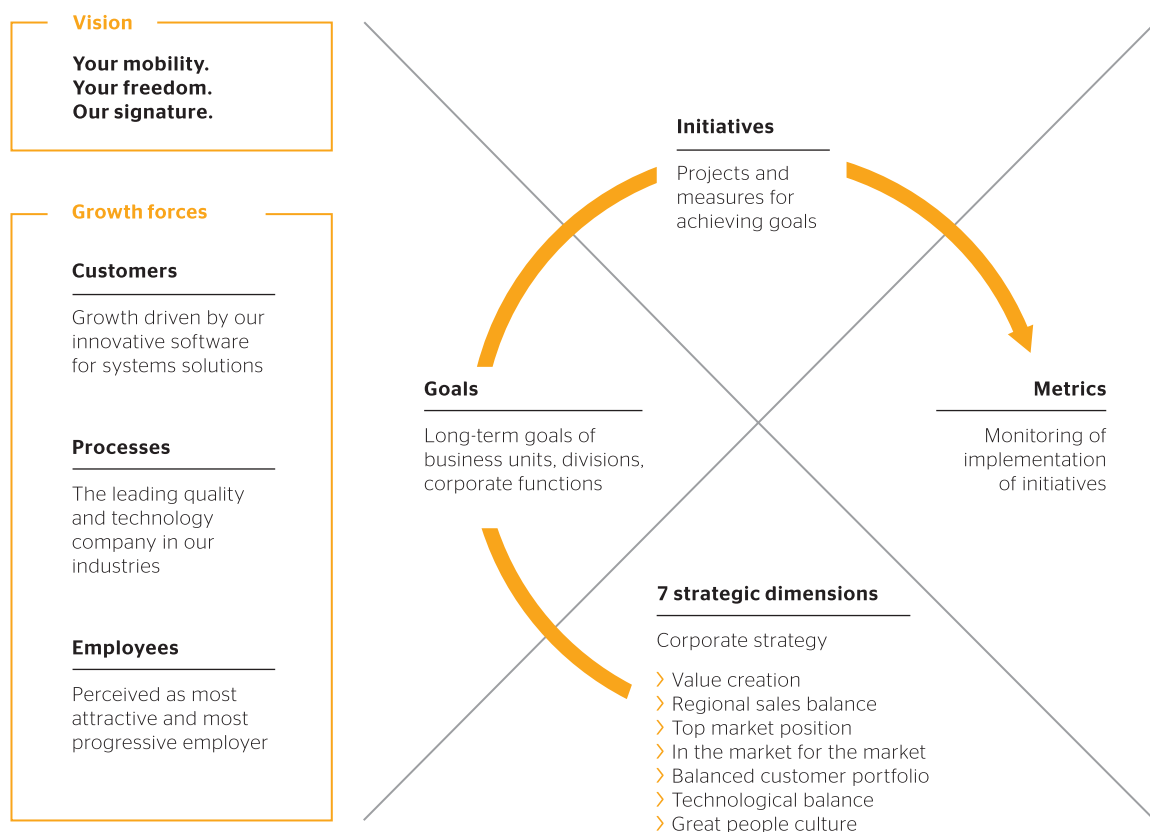 Vision
Your mobility.
Your freedom.
Our signature.
Growth forces
Customers
Growth driven by our
innovative software
for systems solutions
Processes
The leading quality
and technology
company in our
industries
Employees
Perceived as most
attractive and most
progressive employer
Initiatives
Projects and
measures for
achieving goals
Goals
Long-term goals of
business units, divisions,
corporate functions
Metrics
Monitoring of
implementation
of initiatives
7 strategic dimensions
Corporate strategy
Value creation
Regional sales balance
Top market position
In the market for the market
Balanced customer portfolio
Technological balance
Great people culture